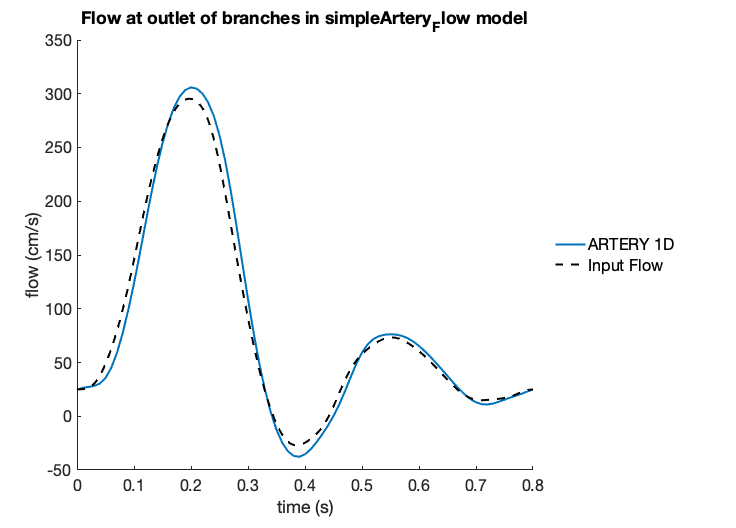 Flow at outlet of branches in simpleArtery_Flow model
350
300
250
200
150
100
50
0
-50
flow (cm/s)
0 0.1 0.2 0.3 0.4 0.5 0.6 0.7 0.8
time (s)
ARTERY 1D
Input Flow